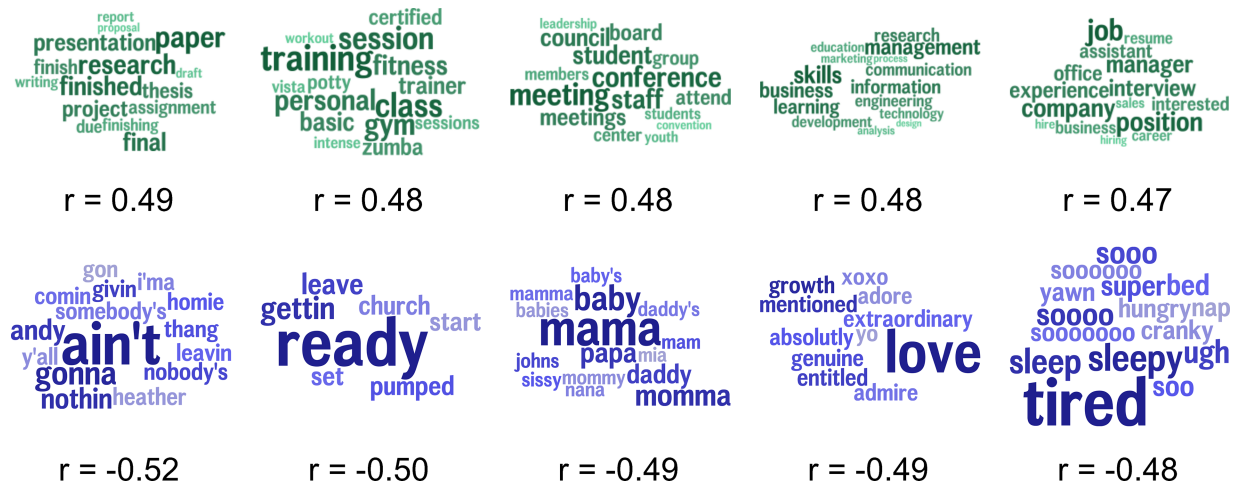 report
proposal
presentation paper
finish research draft
writing finished thesis
project assignment
due finishing
final
r = 0.49
certified
workout session
training fitness
vista potty trainer
personal class
basic gym sessions
intense zumba
r = 0.48
leadership
council board
student group
members conference
meeting staff attend
meetings students
convention
center youth
r = 0.48
research
education management
marketing process
skills communication
business information
learning engineering
technology
development design
analysis
r = 0.48
job resume
assistant
office manager
experience interview
company sales interested
hire business position
hiring career
r = 0.47
gon
comin givin i'ma
somebody's homie
andy ain't thang
y'all leavin
gonna nobody's
nothin heather
r = -0.52
leave
gettin church
ready start
set pumped
r = -0.50
baby's
mamma baby daddy's
babies
mama mam
johns papa mia
sissy mommy daddy
nana momma
r = -0.49
growth xoxo
mentioned adore
extraordinary
absolutly yo love
genuine
entitled
admire
r = -0.49
sooo
sooooooo
yawn superbed
soooo hungry nap
soooooooo cranky
sleep sleepy ugh
tired soo
r = -0.48